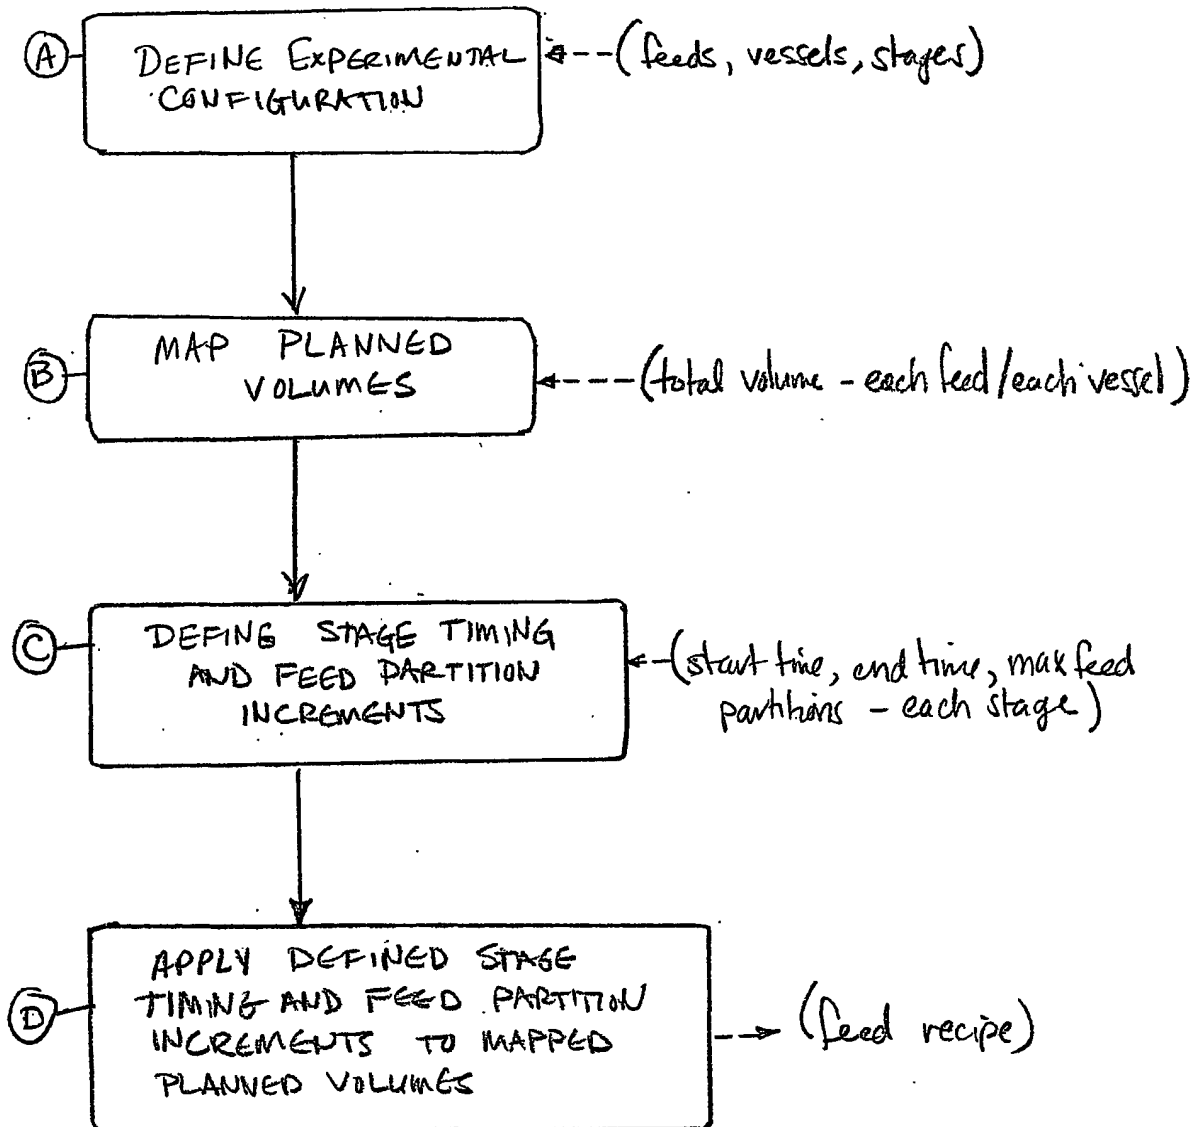 A
DEFINE EXPERIMENTAL
CONFIGURATION
(feeds, vessels, stages)
B
MAP PLANNED
VOLUMES
(total volume - each feed/each vessel)
C
DEFINE STAGE TIMING
AND FEED PARTITION
INCREMENTS
(start time, end time, max feed
partitions - each stage)
D
APPLY DEFINED STAGE
TIMING AND FEED PARTITION
INCREMENTS TO MAPPED
PLANNED VOLUMES
(feed recipe)